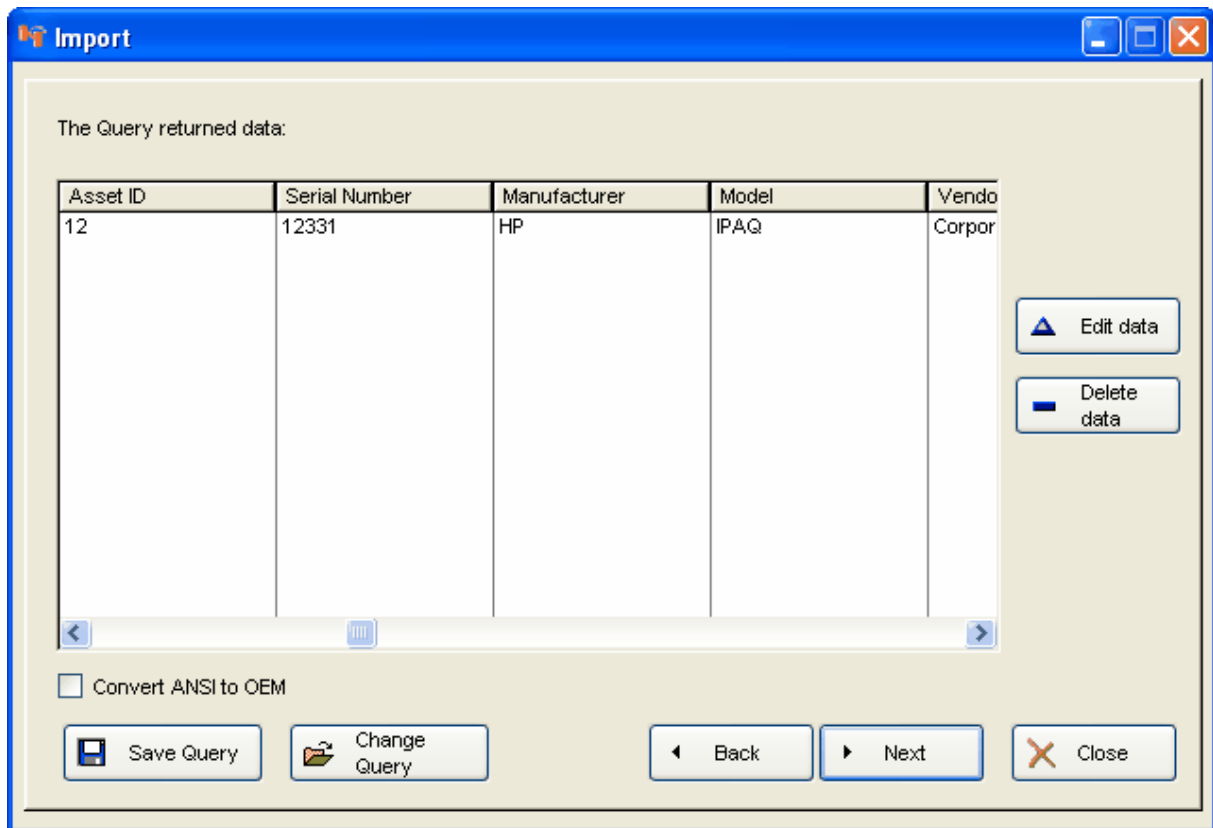 Import
The Query returned data:
Asset ID Serial Number Manufacturer Model Vendo
12 12331 HP IPAQ Corpor
Edit data
Delete
data
Convert ANSI to OEM
Save Query Change
Query Back Next Close